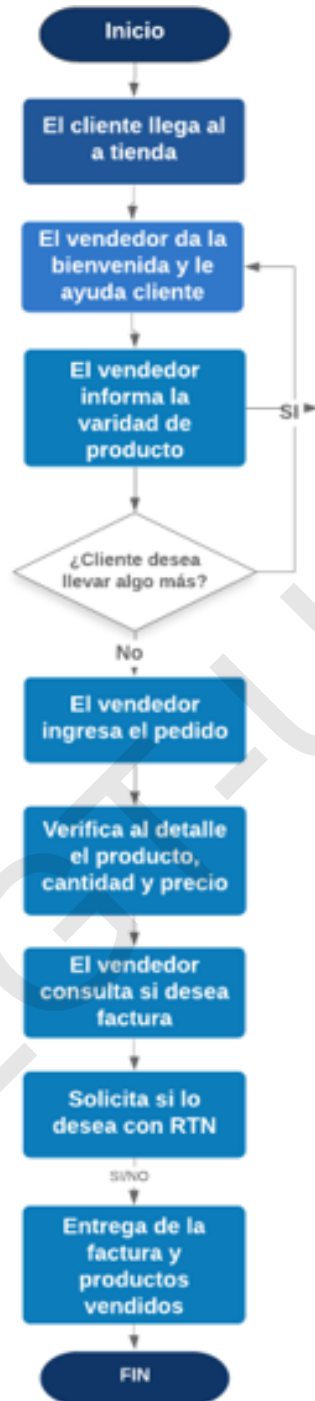 Inicio
El cliente llega al
a tienda
El vendedor da la
bienvenida y le
ayuda cliente
El vendedor
informa la
varidad de
producto
SI
¿Cliente desea
llevar algo más?
No
El vendedor
ingresa el pedido
Verifica al detalle
el producto,
cantidad y precio
El vendedor
consulta si desea
factura
Solicita si lo
desea con RTN
SI/NO
Entrega de la
factura y
productos
vendidos
FIN